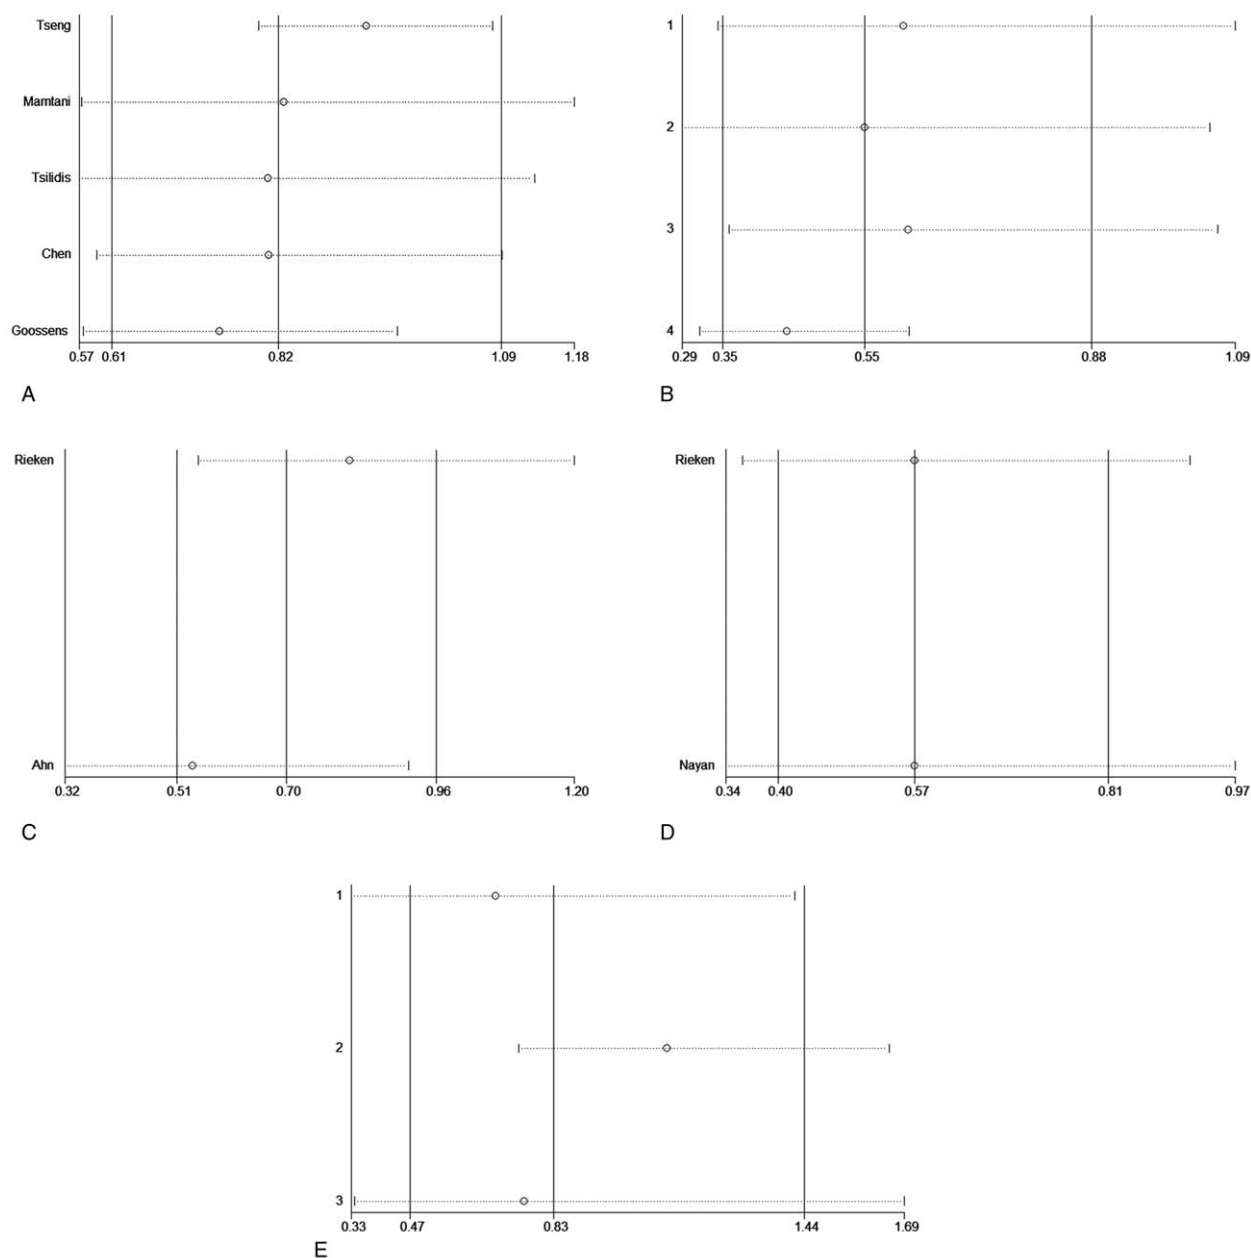 Tseng
Mamtani
Tsilidis
Chen
Goossens
0.57 0.61 0.82 1.09 1.18
A
1
2
3
4
0.29 0.35 0.55 0.88 1.09
B
Rieken
Ahn
0.32 0.51 0.70 0.96 1.20
C
Rieken
Nayan
0.34 0.40 0.57 0.81 0.97
D
1
2
3
0.33 0.47 0.83 1.44 1.69
E